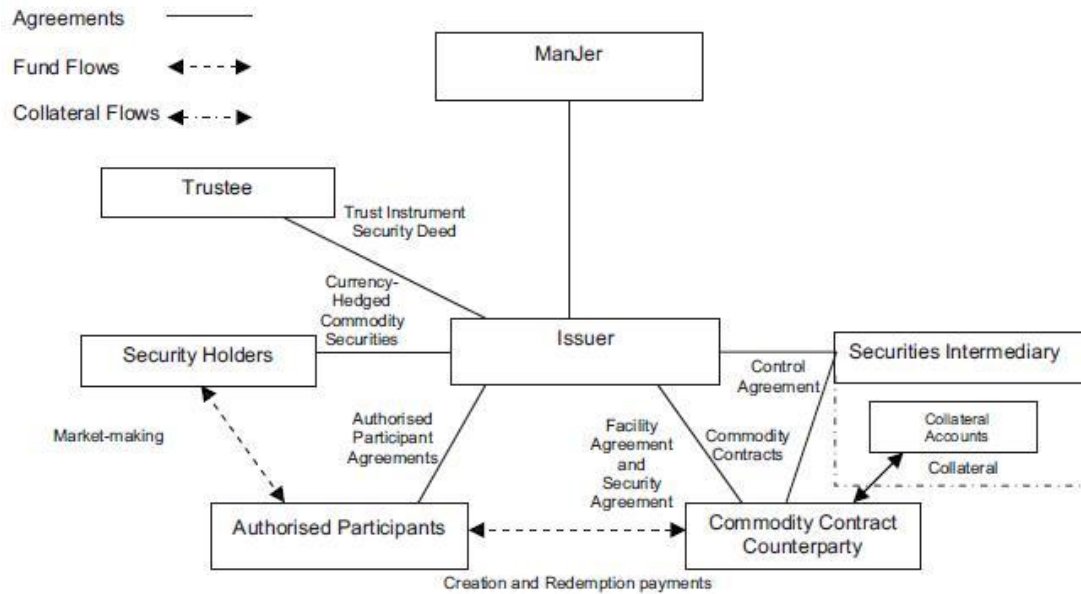 Agreements
Fund Flows
Collateral Flows
ManJer
Trustee
Trust Instrument
Security Deed
Currency-
Hedged
Commodity
Securities
Issuer
Security Holders
Securities Intermediary
Control
Agreement
Collateral
Accounts
Collateral
Market-making
Authorised
Participant
Agreements
Facility
Agreement
and
Security
Agreement
Commodity
Contracts
Authorised Participants
Commodity Contract
Counterparty
Creation and Redemption payments